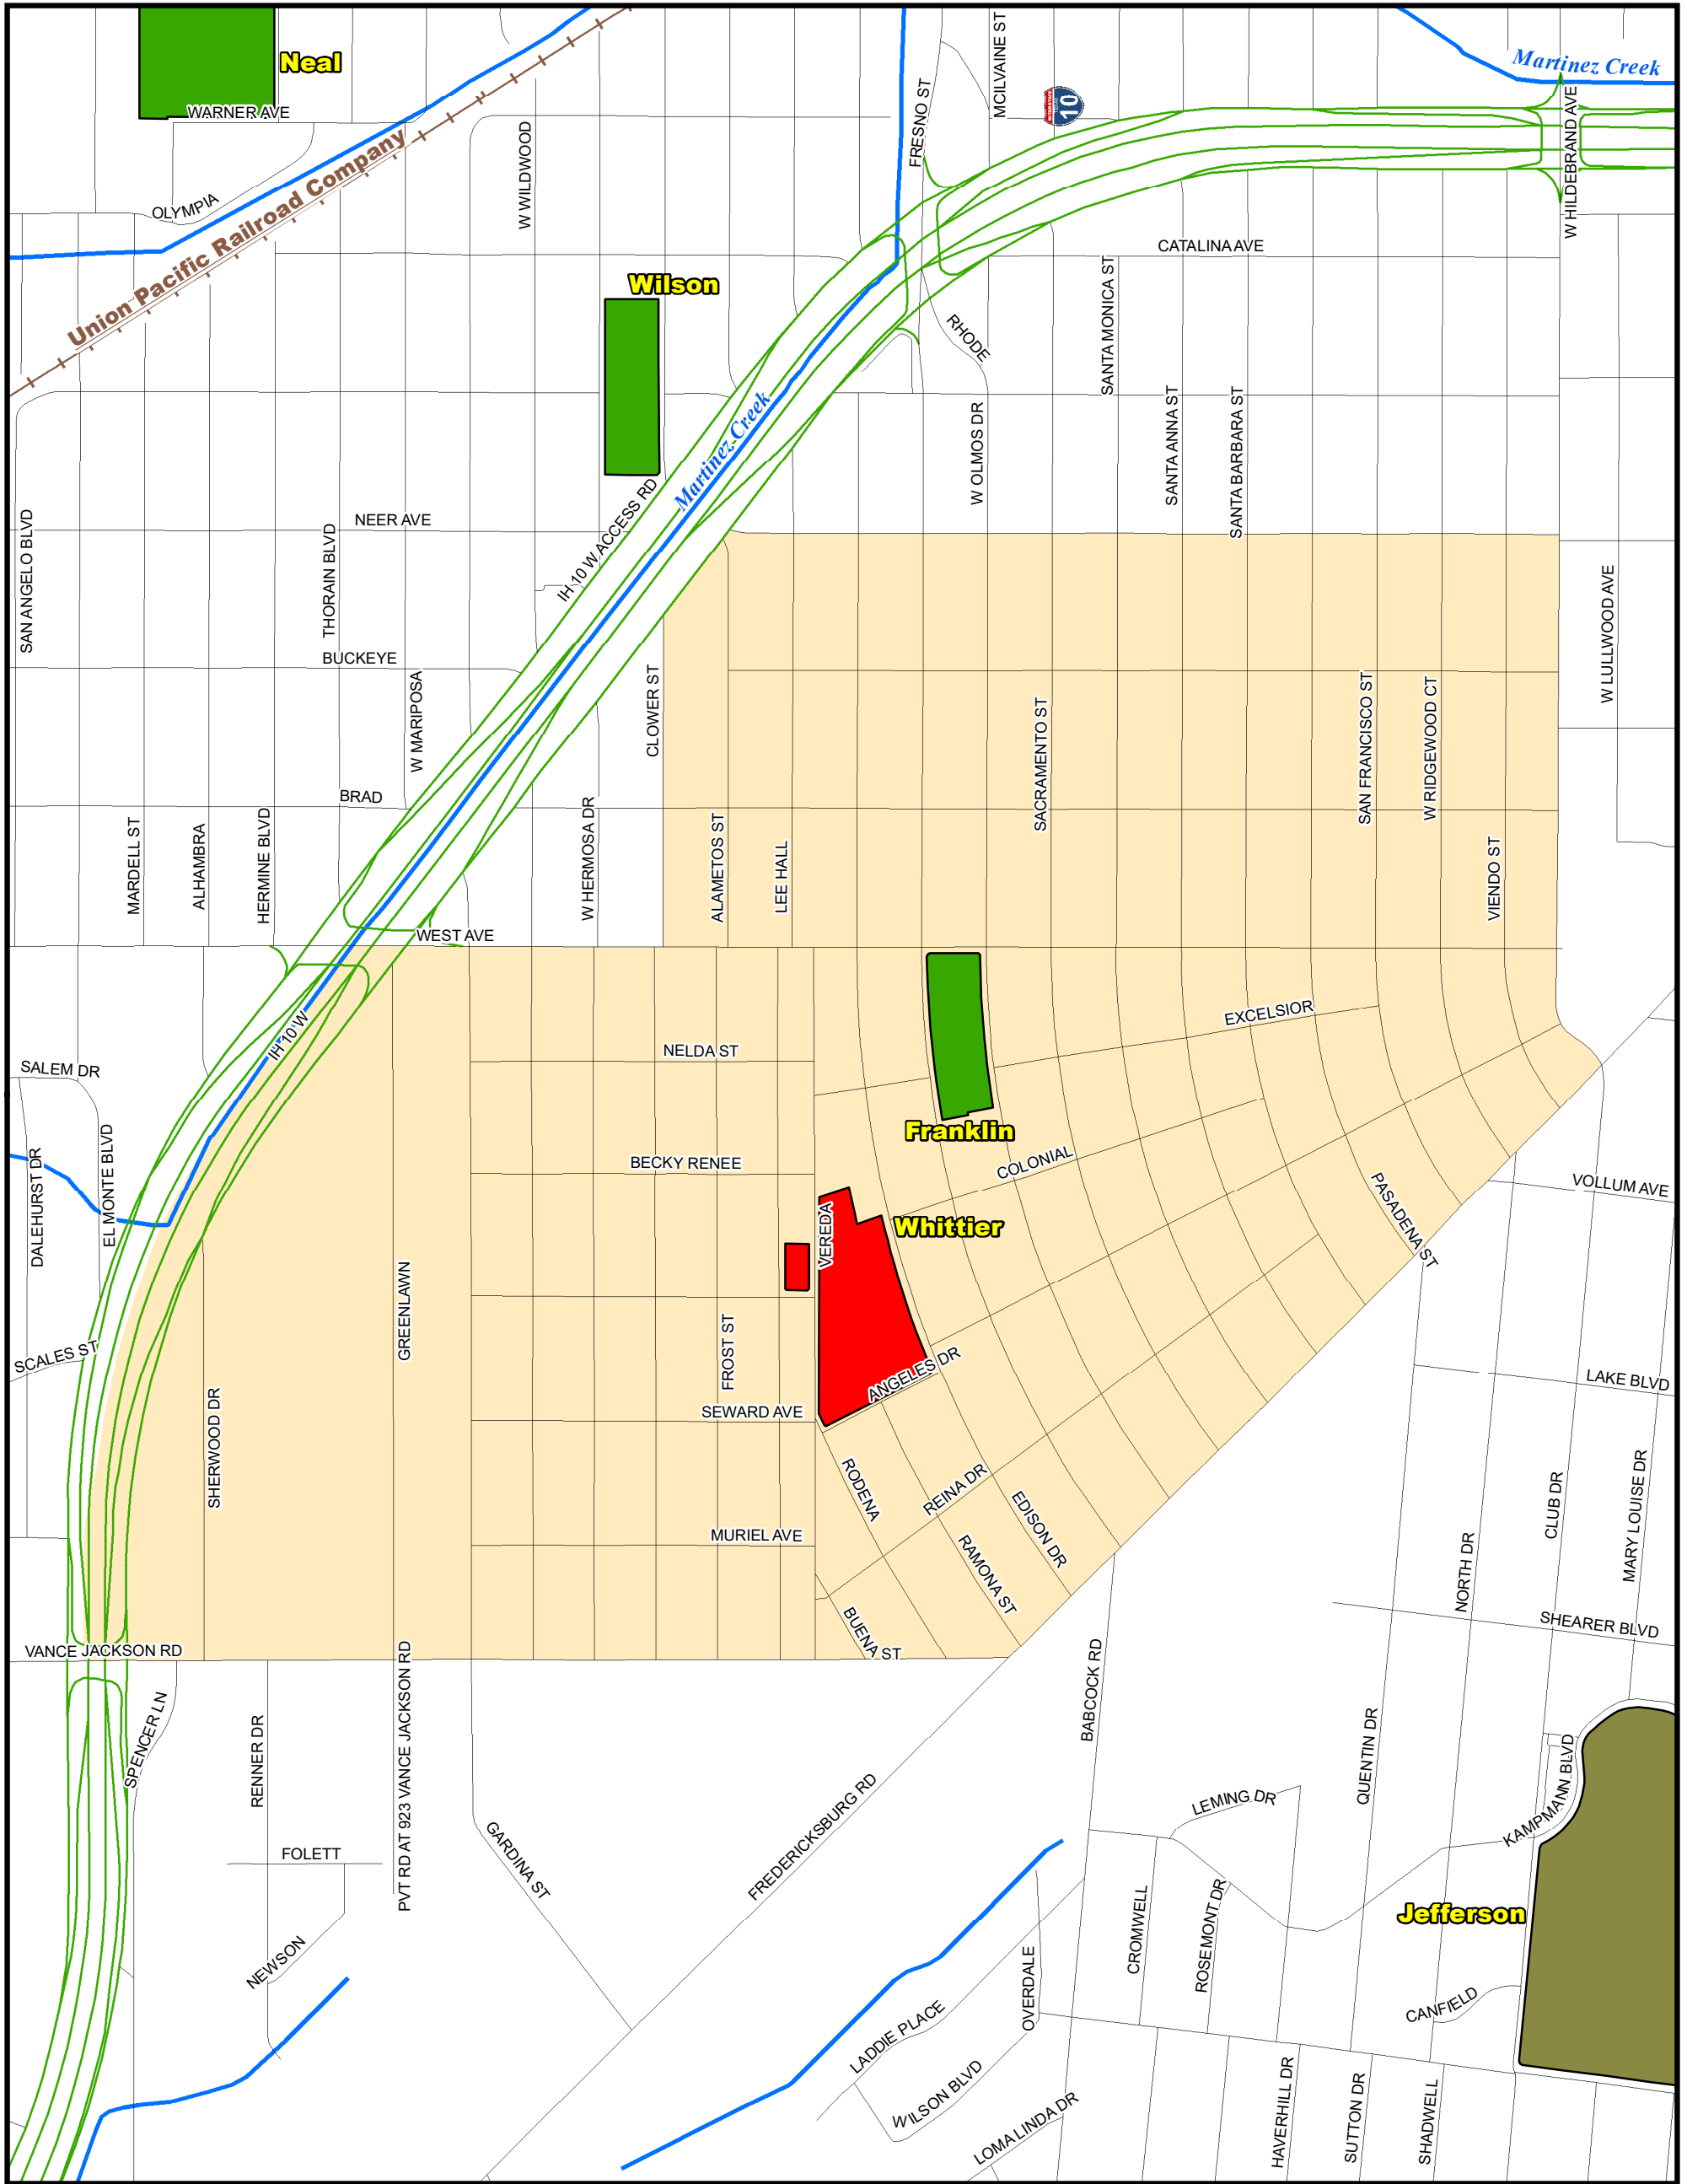 Martinez Creek
Neal
WARNER AVE
MCILVAINE ST
FRESNO ST
10
W HILDEBRAND AVE
OLYMPIA
Union Pacific Railroad Company
W WILDWOOD
CATALINA AVE
Wilson
RHODE
SANTA MONICA ST
Martinez Creek
W OLMOS DR
SANTA ANNA ST
SANTA BARBARA ST
IH 10 W ACCESS RD
SAN ANGELO BLVD
NEER AVE
THORAIN BLVD
W LULLWOOD AVE
BUCKEYE
W MARIPOSA
CLOWER ST
SACRAMENTO ST
SAN FRANCISCO ST
W RIDGEWOOD CT
BRAD
MARDELL ST
ALHAMBRA
HERMINE BLVD
W HERMOSA DR
ALAMETOS ST
LEE HALL
VIENDO ST
WEST AVE
IH 10 W
EXCELSIOR
NELDA ST
SALEM DR
Franklin
DALEHURST DR
EL MONTE BLVD
BECKY RENEE
COLONIAL
PASADENA ST
VOLLUM AVE
VEREDA
Whittier
GREENLAWN
FROST ST
SCALES ST
ANGELES DR
LAKE BLVD
SHERWOOD DR
SEWARD AVE
RODENA
REINA DR
EDISON DR
CLUB DR
MARY LOUISE DR
MURIEL AVE
RAMONA ST
NORTH DR
BUENA ST
SHEARER BLVD
VANCE JACKSON RD
PVT RD AT 923 VANCE JACKSON RD
BABCOCK RD
SPENCER LN
RENNER DR
QUENTIN DR
KAMPMANN BLVD
LEMING DR
FREDERICKSBURG RD
GARDINA ST
FOLETT
CROMWELL
ROSEMONT DR
Jefferson
NEWSON
OVERDALE
CANFIELD
LADDIE PLACE
WILSON BLVD
LOMA LINDA DR
HAVERHILL DR
SUTTON DR
SHADWELL